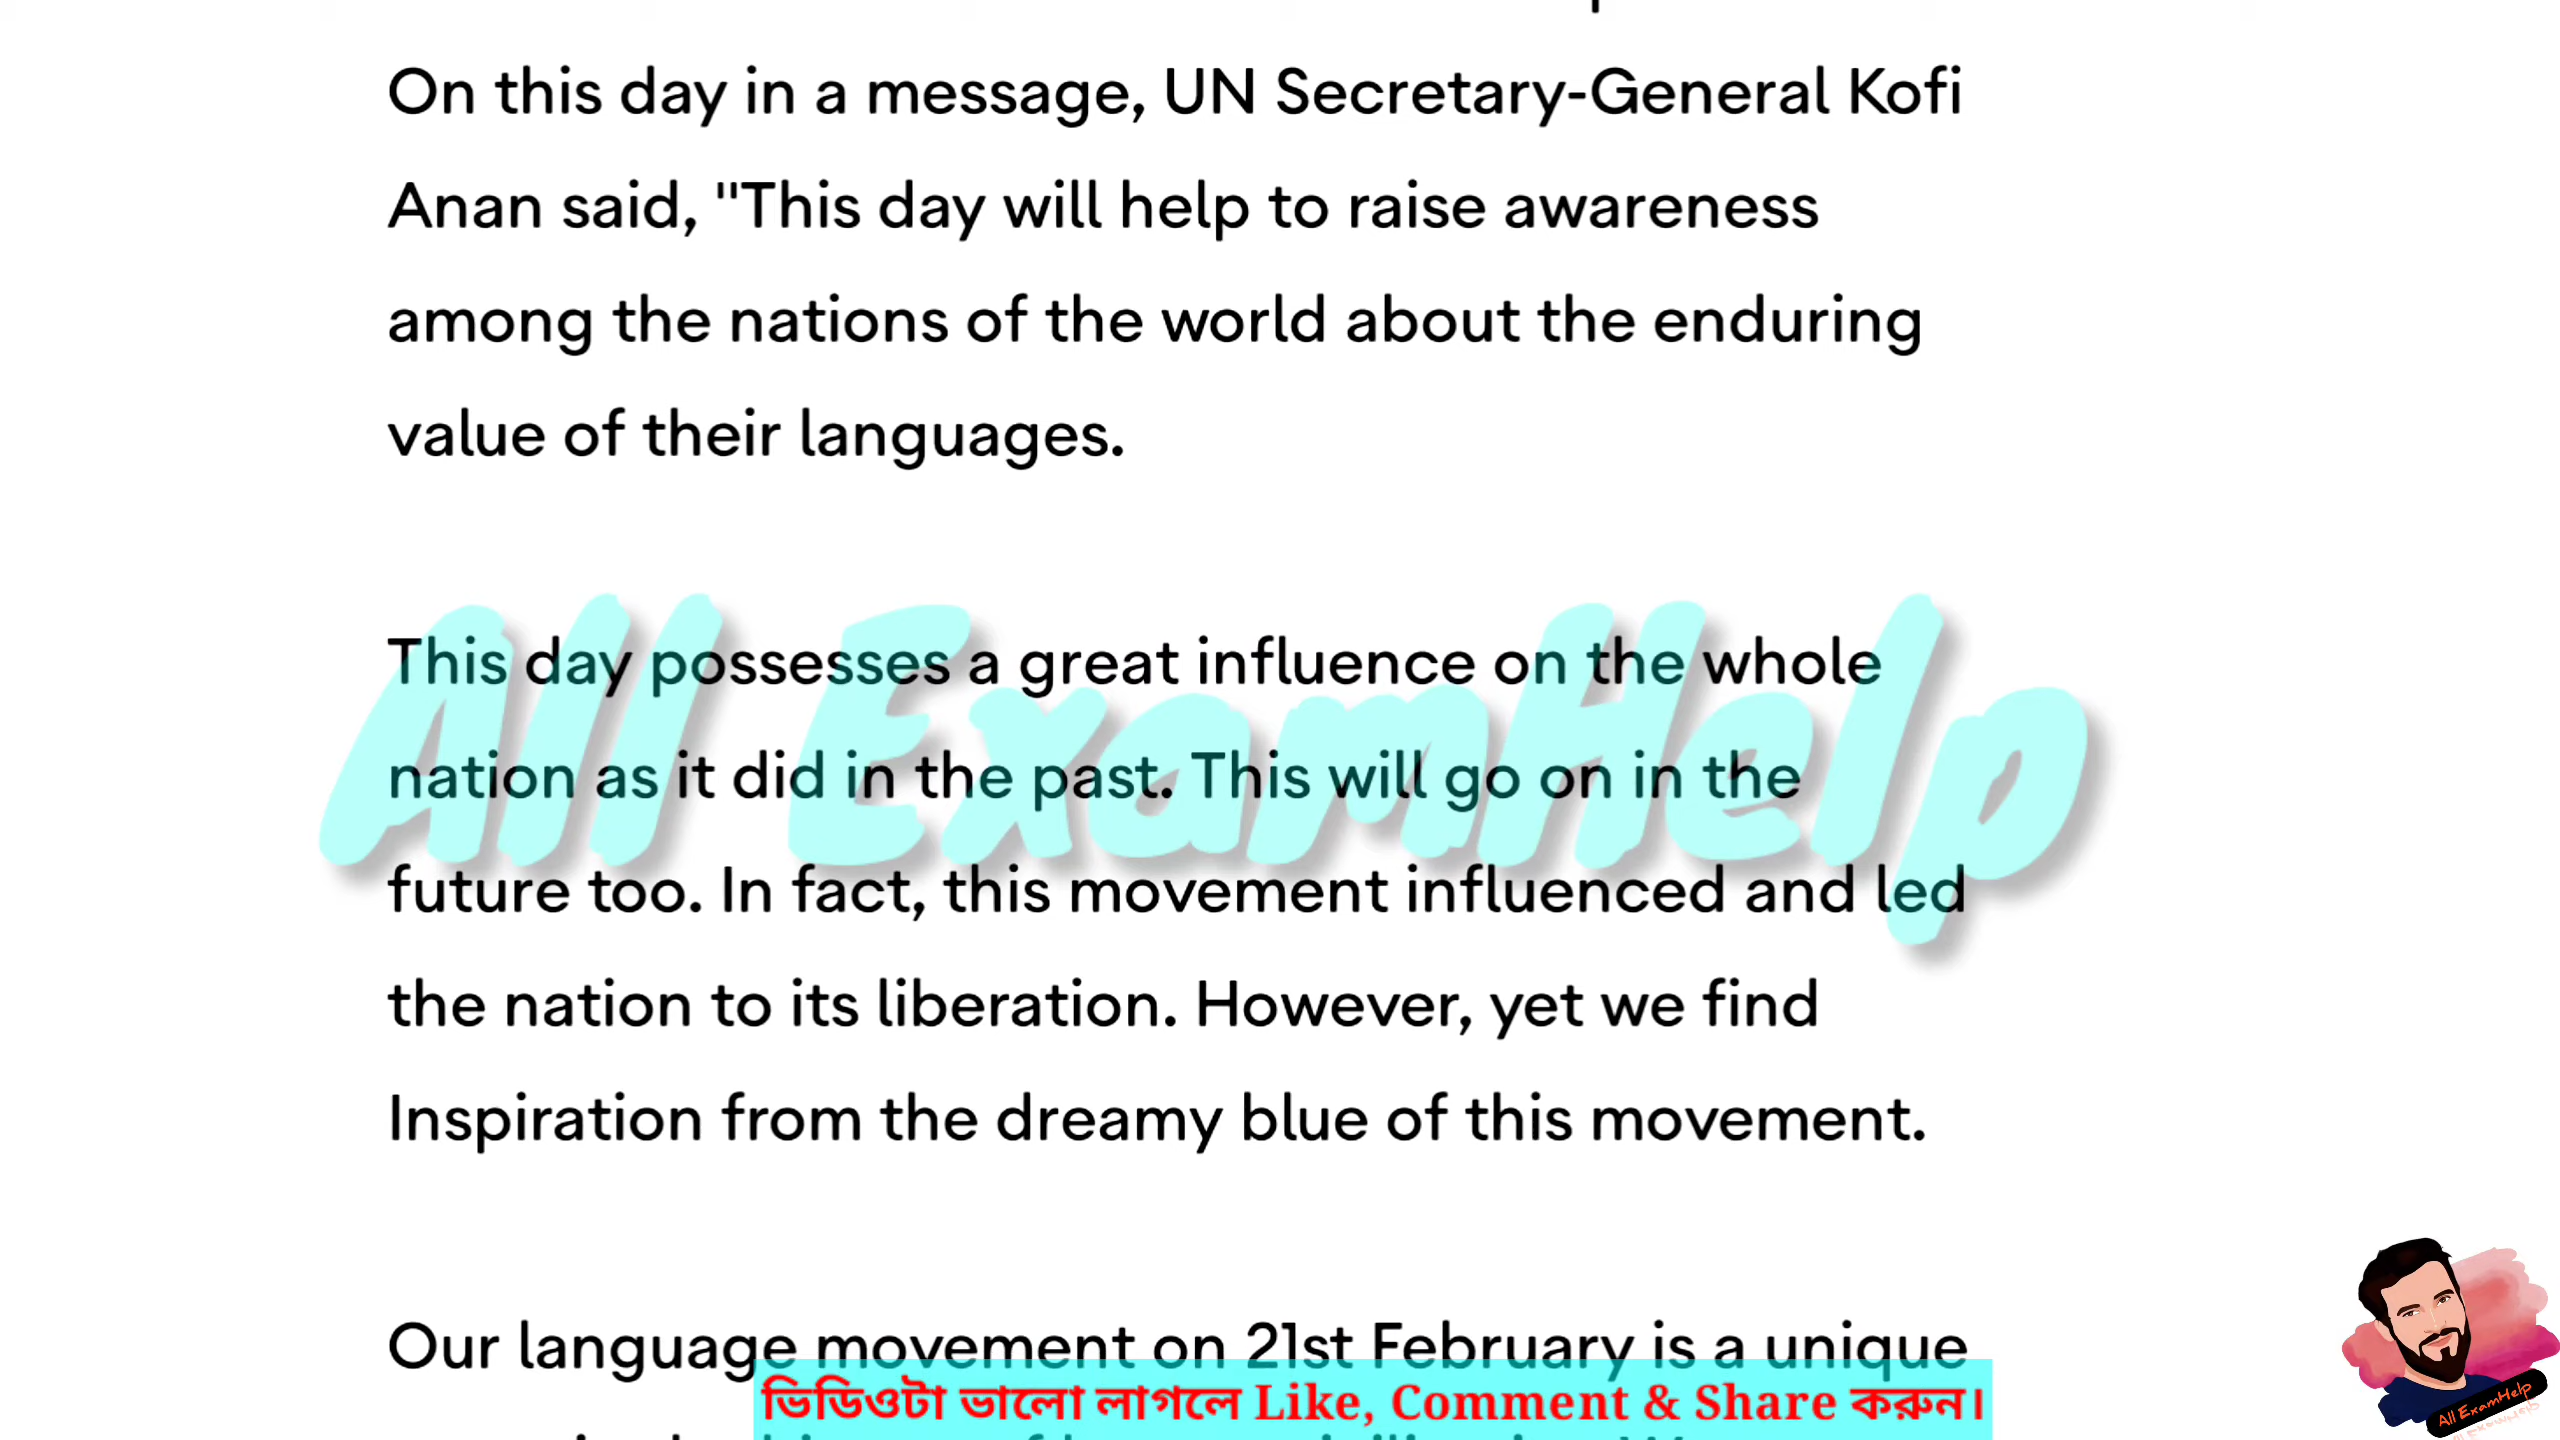 On this day in a message, UN Secretary-General Kofi
Anan said, "This day will help to raise awareness
among the nations of the world about the enduring
value of their languages.
All ExamHelp
This day possesses a great influence on the whole
nation as it did in the past. This will go on in the
future too. In fact, this movement influenced and led
the nation to its liberation. However, yet we find
Inspiration from the dreamy blue of this movement.
Our language movement on 21st February is a unique
ভিডিওটা ভালো লাগলে Like, Comment & Share করুন।
All ExamHelp